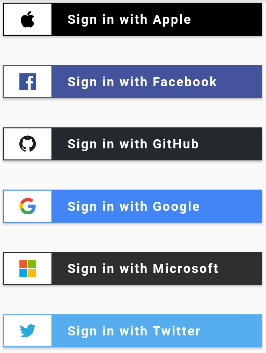 Sign in with Apple
Sign in with Facebook
Sign in with GitHub
Sign in with Google
Sign in with Microsoft
Sign in with Twitter